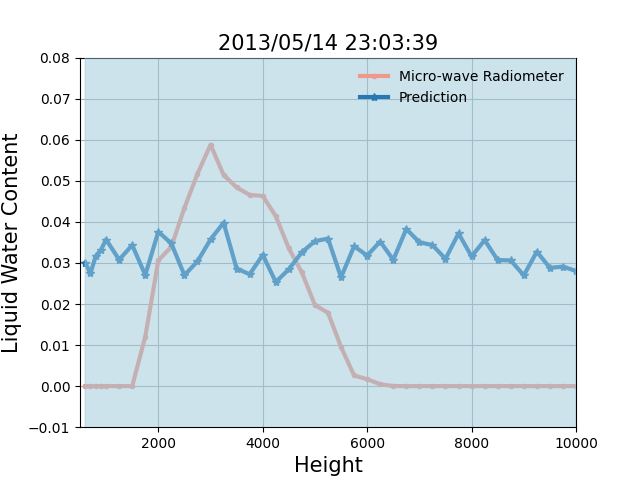 2013/05/14 23:03:39
Micro-wave Radiometer
Prediction
Liquid Water Content
0.08
0.07
0.06
0.05
0.04
0.03
0.02
0.01
0.00
−0.01
2000 4000 6000 8000 10000
Height